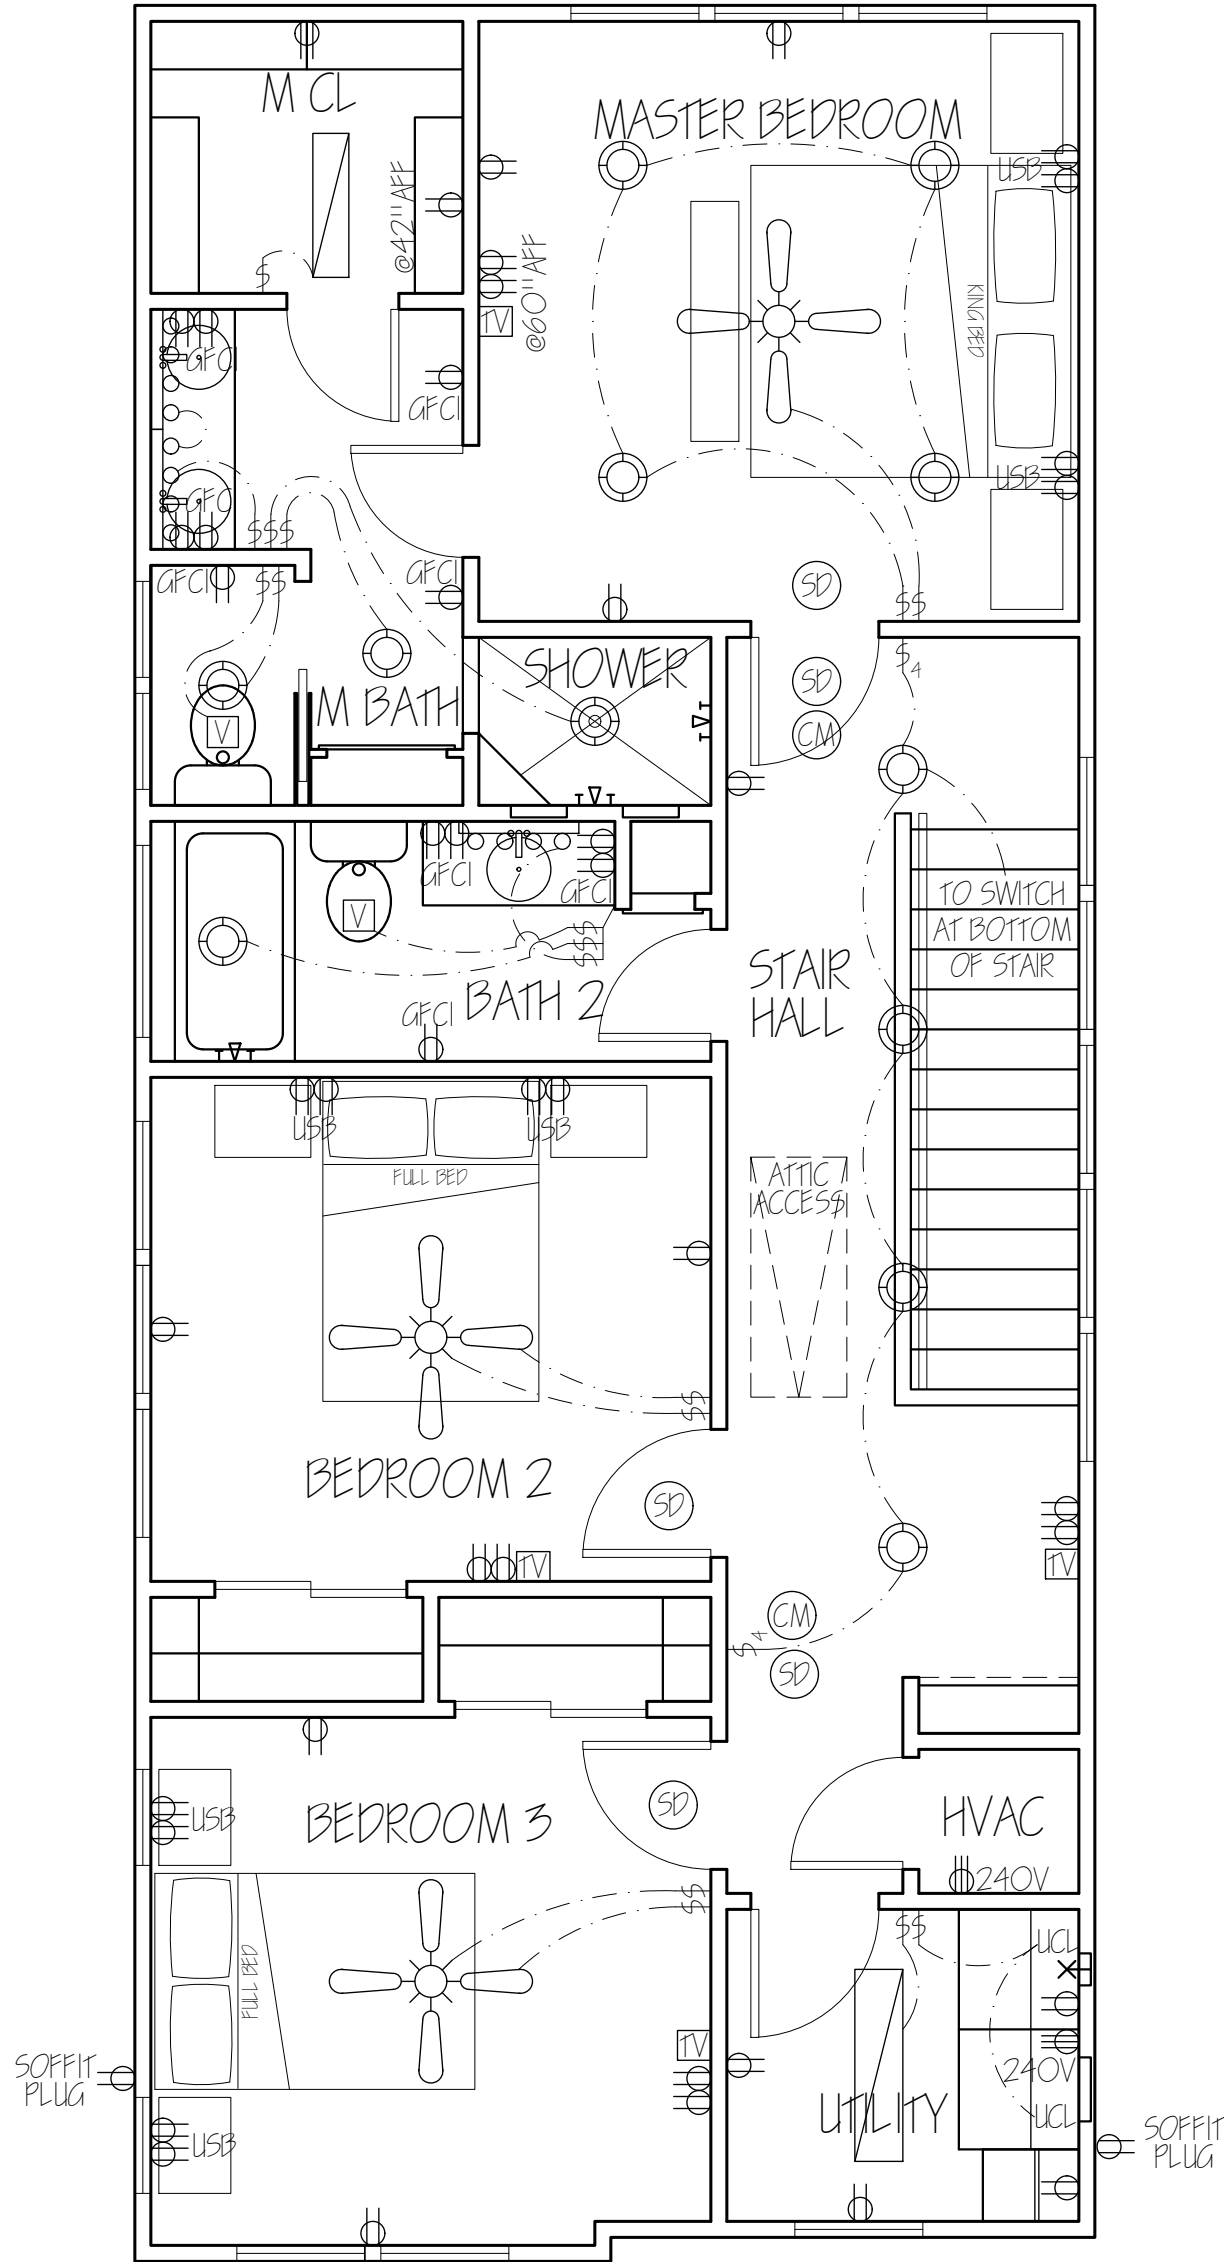 M CL
MASTER BEDROOM
USB
@42"AFF
$
@60"AFF
TV
KING BED
GFCI
GFCI
USB
GFCI
$$$
GFCI
$$
GFCI
SD
$$
SHOWER
SD
$4
M BATH
V
CM
GFCI
GFCI
V
TO SWITCH
AT BOTTOM
OF STAIR
$$$
STAIR
HALL
BATH 2
GFCI
USB
USB
FULL BED
ATTIC
ACCESS
$
$$
BEDROOM 2
SD
TV
TV
CM
$4
SD
BEDROOM 3
SD
USB
HVAC
240V
$$
$$
UCL
FULL BED
TV
240V
SOFFIT
PLUG
UTILITY
UCL
USB
SOFFIT
PLUG